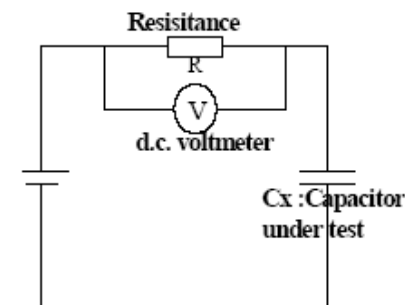 Resisitance
R
V
d.c. voltmeter
Cx :Capacitor
under test